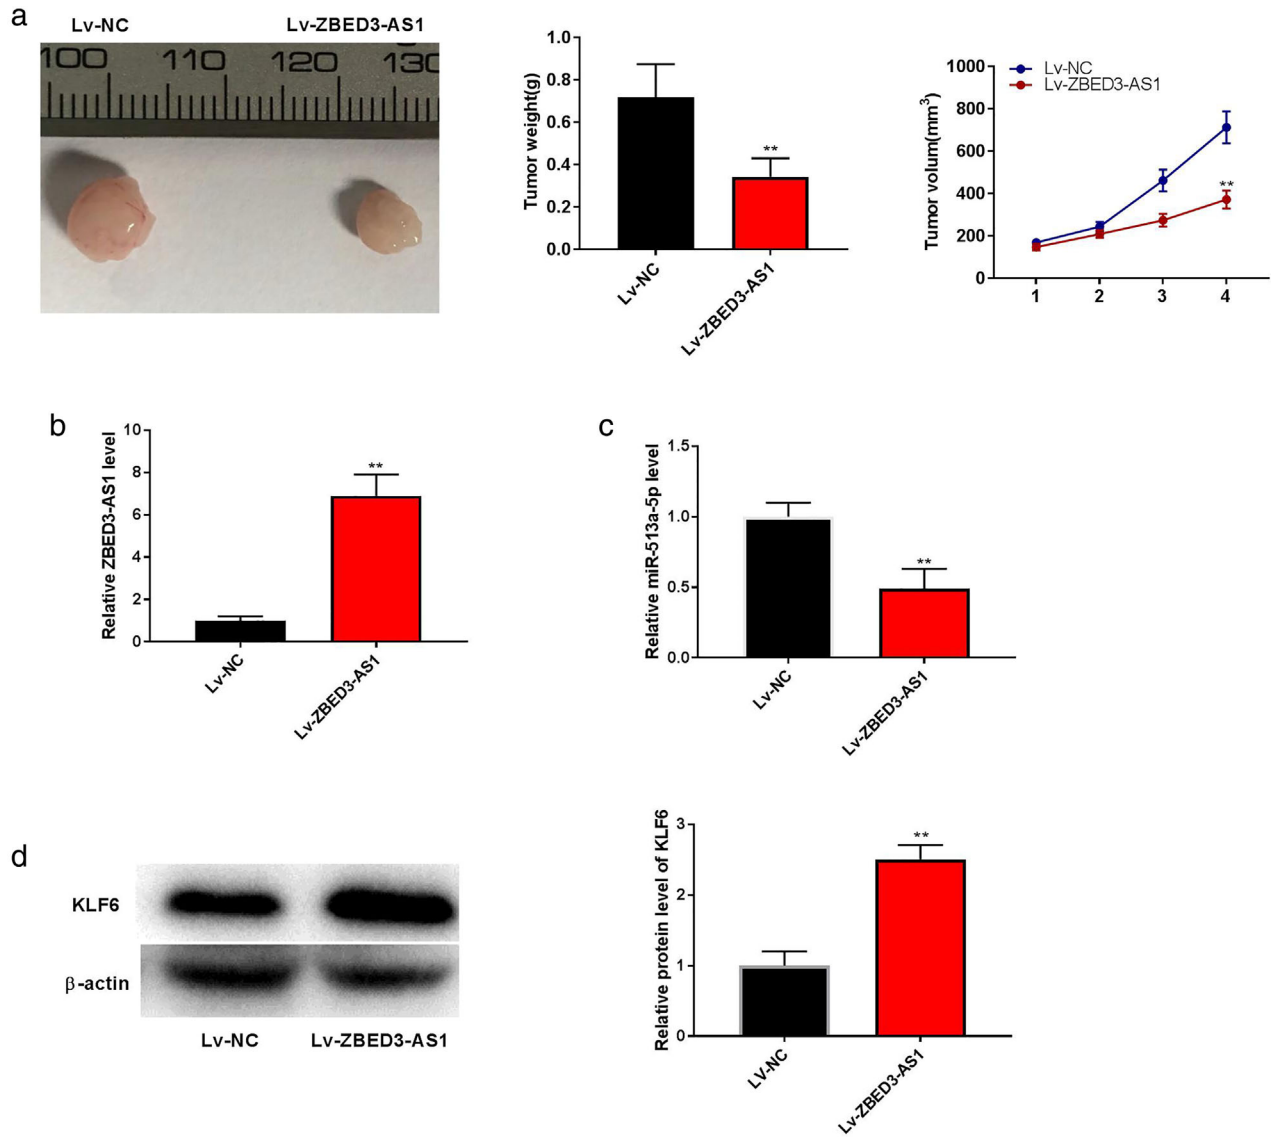 a
Lv-NC
Lv-ZBED3-AS1
100 110 120 130
Tumor weight(g)
1.0
0.8
0.6
0.4
0.2
0.0
**
Lv-NC
Lv-ZBED3-AS1
Tumor volum(mm³)
1000
800
600
400
200
0
Lv-NC
Lv-ZBED3-AS1
**
1 2 3 4
b
Relative ZBED3-AS1 level
10
8
6
4
2
0
**
Lv-NC
Lv-ZBED3-AS1
c
Relative miR-513a-5p level
1.5
1.0
0.5
0.0
**
Lv-NC
Lv-ZBED3-AS1
d
KLF6
β-actin
Lv-NC
Lv-ZBED3-AS1
Relative protein level of KLF6
3
2
1
0
**
LV-NC
Lv-ZBED3-AS1